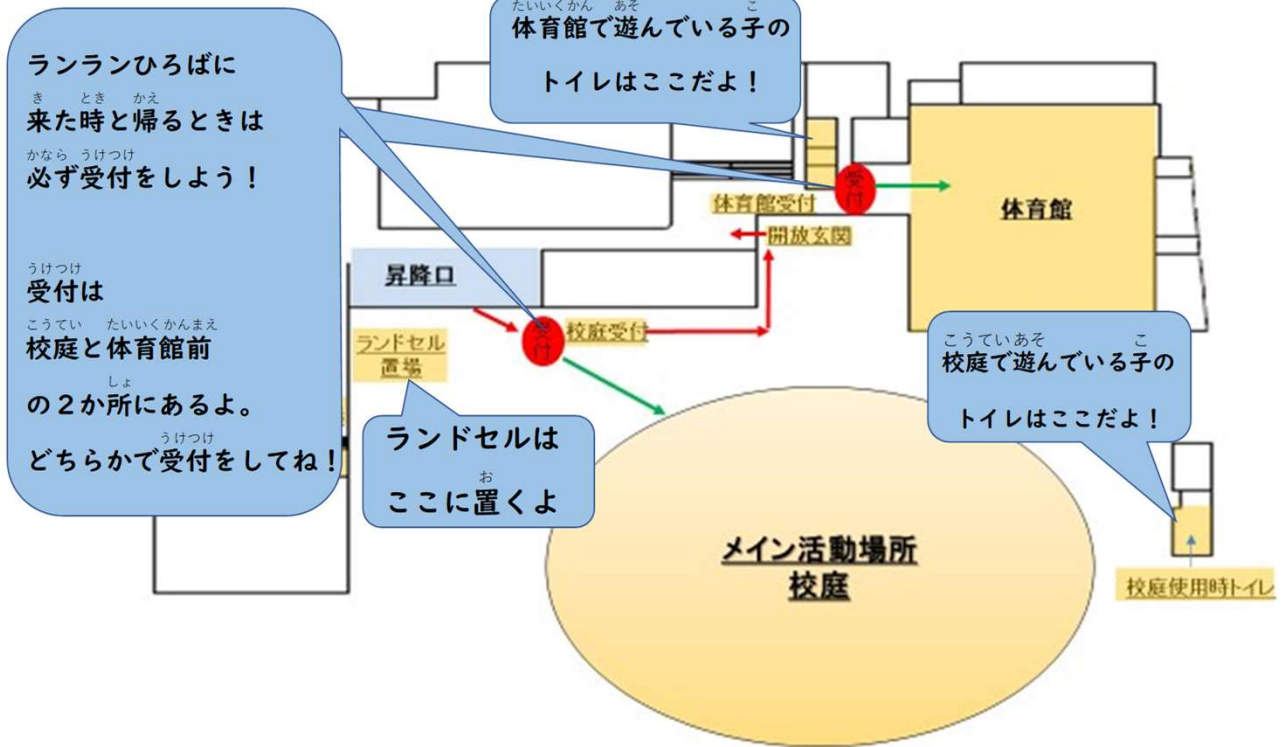 ランランひろばに
来た時と帰るときは
必ず受付をしよう！
受付は
校庭と体育館前
の２か所にあるよ。
どちらかで受付をしてね！
体育館で遊んでいる子の
トイレはここだよ！
受付
体育館受付
開放玄関
体育館
昇降口
受付
校庭受付
ランドセル
置場
ランドセルは
ここに置くよ
校庭で遊んでいる子の
トイレはここだよ！
メイン活動場所
校庭
校庭使用時トイレ